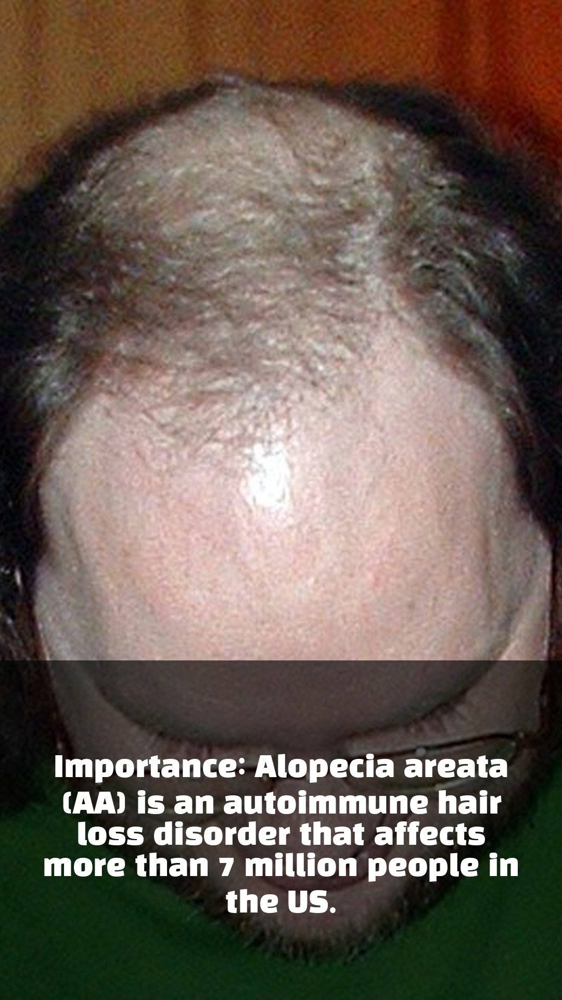 Importance: Alopecia areata
(AA) is an autoimmune hair
loss disorder that affects
more than 7 million people in
the US.